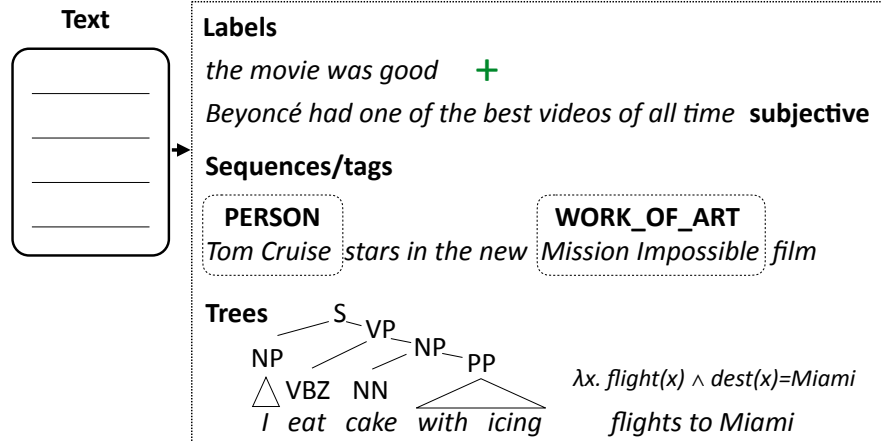 Text
Labels
the movie was good +
Beyoncé had one of the best videos of all time subjective
Sequences/tags
PERSON WORK_OF_ART
Tom Cruise stars in the new Mission Impossible film
Trees
S
VP
NP NP
PP
VBZ NN
λx. flight(x) ∧ dest(x)=Miami
I eat cake with icing flights to Miami